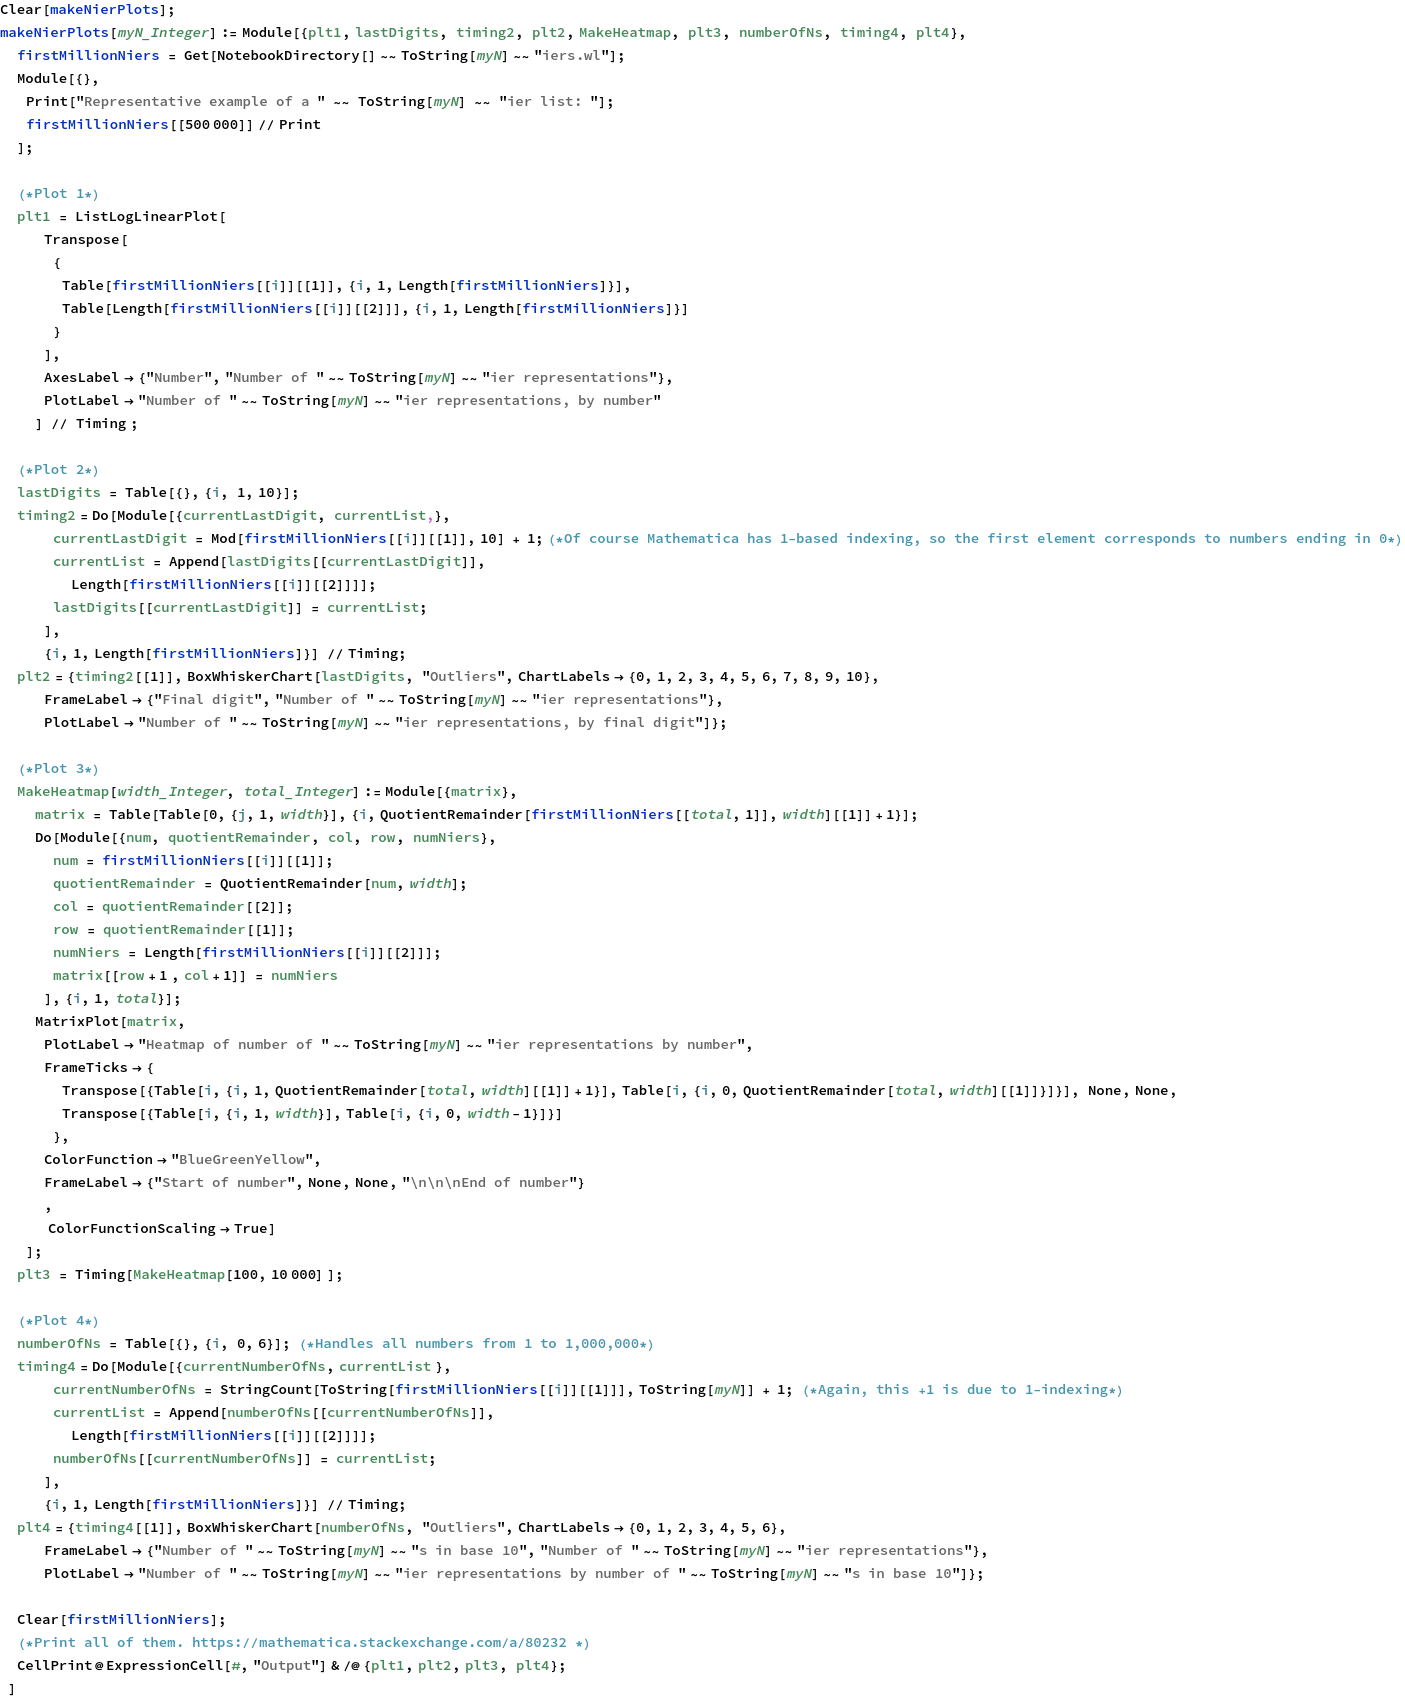 Clear[makeNierPlots];
makeNierPlots[myN_Integer] := Module[{plt1, lastDigits, timing2, plt2, MakeHeatmap, plt3, numberOfNs, timing4, plt4},
firstMillionNiers = Get[NotebookDirectory[] ~~ ToString[myN] ~~ "iers.wl"];
Module[{},
Print["Representative example of a " ~~ ToString[myN] ~~ "ier list: "];
firstMillionNiers[[500 000]] // Print
];
(*Plot 1*)
plt1 = ListLogLinearPlot[
Transpose[
{
Table[firstMillionNiers[[i]][[1]], {i, 1, Length[firstMillionNiers]}],
Table[Length[firstMillionNiers[[i]][[2]]], {i, 1, Length[firstMillionNiers]}]
}
],
AxesLabel → {"Number", "Number of " ~~ ToString[myN] ~~ "ier representations"},
PlotLabel → "Number of " ~~ ToString[myN] ~~ "ier representations, by number"
] // Timing ;
(*Plot 2*)
lastDigits = Table[{}, {i, 1, 10}];
timing2 = Do[Module[{currentLastDigit, currentList,},
currentLastDigit = Mod[firstMillionNiers[[i]][[1]], 10] + 1; (*Of course Mathematica has 1-based indexing, so the first element corresponds to numbers ending in 0*)
currentList = Append[lastDigits[[currentLastDigit]],
Length[firstMillionNiers[[i]][[2]]]];
lastDigits[[currentLastDigit]] = currentList;
],
{i, 1, Length[firstMillionNiers]}] // Timing;
plt2 = {timing2[[1]], BoxWhiskerChart[lastDigits, "Outliers", ChartLabels → {0, 1, 2, 3, 4, 5, 6, 7, 8, 9, 10},
FrameLabel → {"Final digit", "Number of " ~~ ToString[myN] ~~ "ier representations"},
PlotLabel → "Number of " ~~ ToString[myN] ~~ "ier representations, by final digit"]};
(*Plot 3*)
MakeHeatmap[width_Integer, total_Integer] := Module[{matrix},
matrix = Table[Table[0, {j, 1, width}], {i, QuotientRemainder[firstMillionNiers[[total, 1]], width][[1]] + 1}];
Do[Module[{num, quotientRemainder, col, row, numNiers},
num = firstMillionNiers[[i]][[1]];
quotientRemainder = QuotientRemainder[num, width];
col = quotientRemainder[[2]];
row = quotientRemainder[[1]];
numNiers = Length[firstMillionNiers[[i]][[2]]];
matrix[[row + 1 , col + 1]] = numNiers
], {i, 1, total}];
MatrixPlot[matrix,
PlotLabel → "Heatmap of number of " ~~ ToString[myN] ~~ "ier representations by number",
FrameTicks → {
Transpose[{Table[i, {i, 1, QuotientRemainder[total, width][[1]] + 1}], Table[i, {i, 0, QuotientRemainder[total, width][[1]]}]}], None, None,
Transpose[{Table[i, {i, 1, width}], Table[i, {i, 0, width - 1}]}]
},
ColorFunction → "BlueGreenYellow",
FrameLabel → {"Start of number", None, None, "\n\n\nEnd of number"}
,
ColorFunctionScaling → True]
];
plt3 = Timing[MakeHeatmap[100, 10 000] ];
(*Plot 4*)
numberOfNs = Table[{}, {i, 0, 6}]; (*Handles all numbers from 1 to 1,000,000*)
timing4 = Do[Module[{currentNumberOfNs, currentList },
currentNumberOfNs = StringCount[ToString[firstMillionNiers[[i]][[1]]], ToString[myN]] + 1; (*Again, this +1 is due to 1-indexing*)
currentList = Append[numberOfNs[[currentNumberOfNs]],
Length[firstMillionNiers[[i]][[2]]]];
numberOfNs[[currentNumberOfNs]] = currentList;
],
{i, 1, Length[firstMillionNiers]}] // Timing;
plt4 = {timing4[[1]], BoxWhiskerChart[numberOfNs, "Outliers", ChartLabels → {0, 1, 2, 3, 4, 5, 6},
FrameLabel → {"Number of " ~~ ToString[myN] ~~ "s in base 10", "Number of " ~~ ToString[myN] ~~ "ier representations"},
PlotLabel → "Number of " ~~ ToString[myN] ~~ "ier representations by number of " ~~ ToString[myN] ~~ "s in base 10"]};
Clear[firstMillionNiers];
(*Print all of them. https://mathematica.stackexchange.com/a/80232 *)
CellPrint@ExpressionCell[#, "Output"] & /@ {plt1, plt2, plt3, plt4};
]